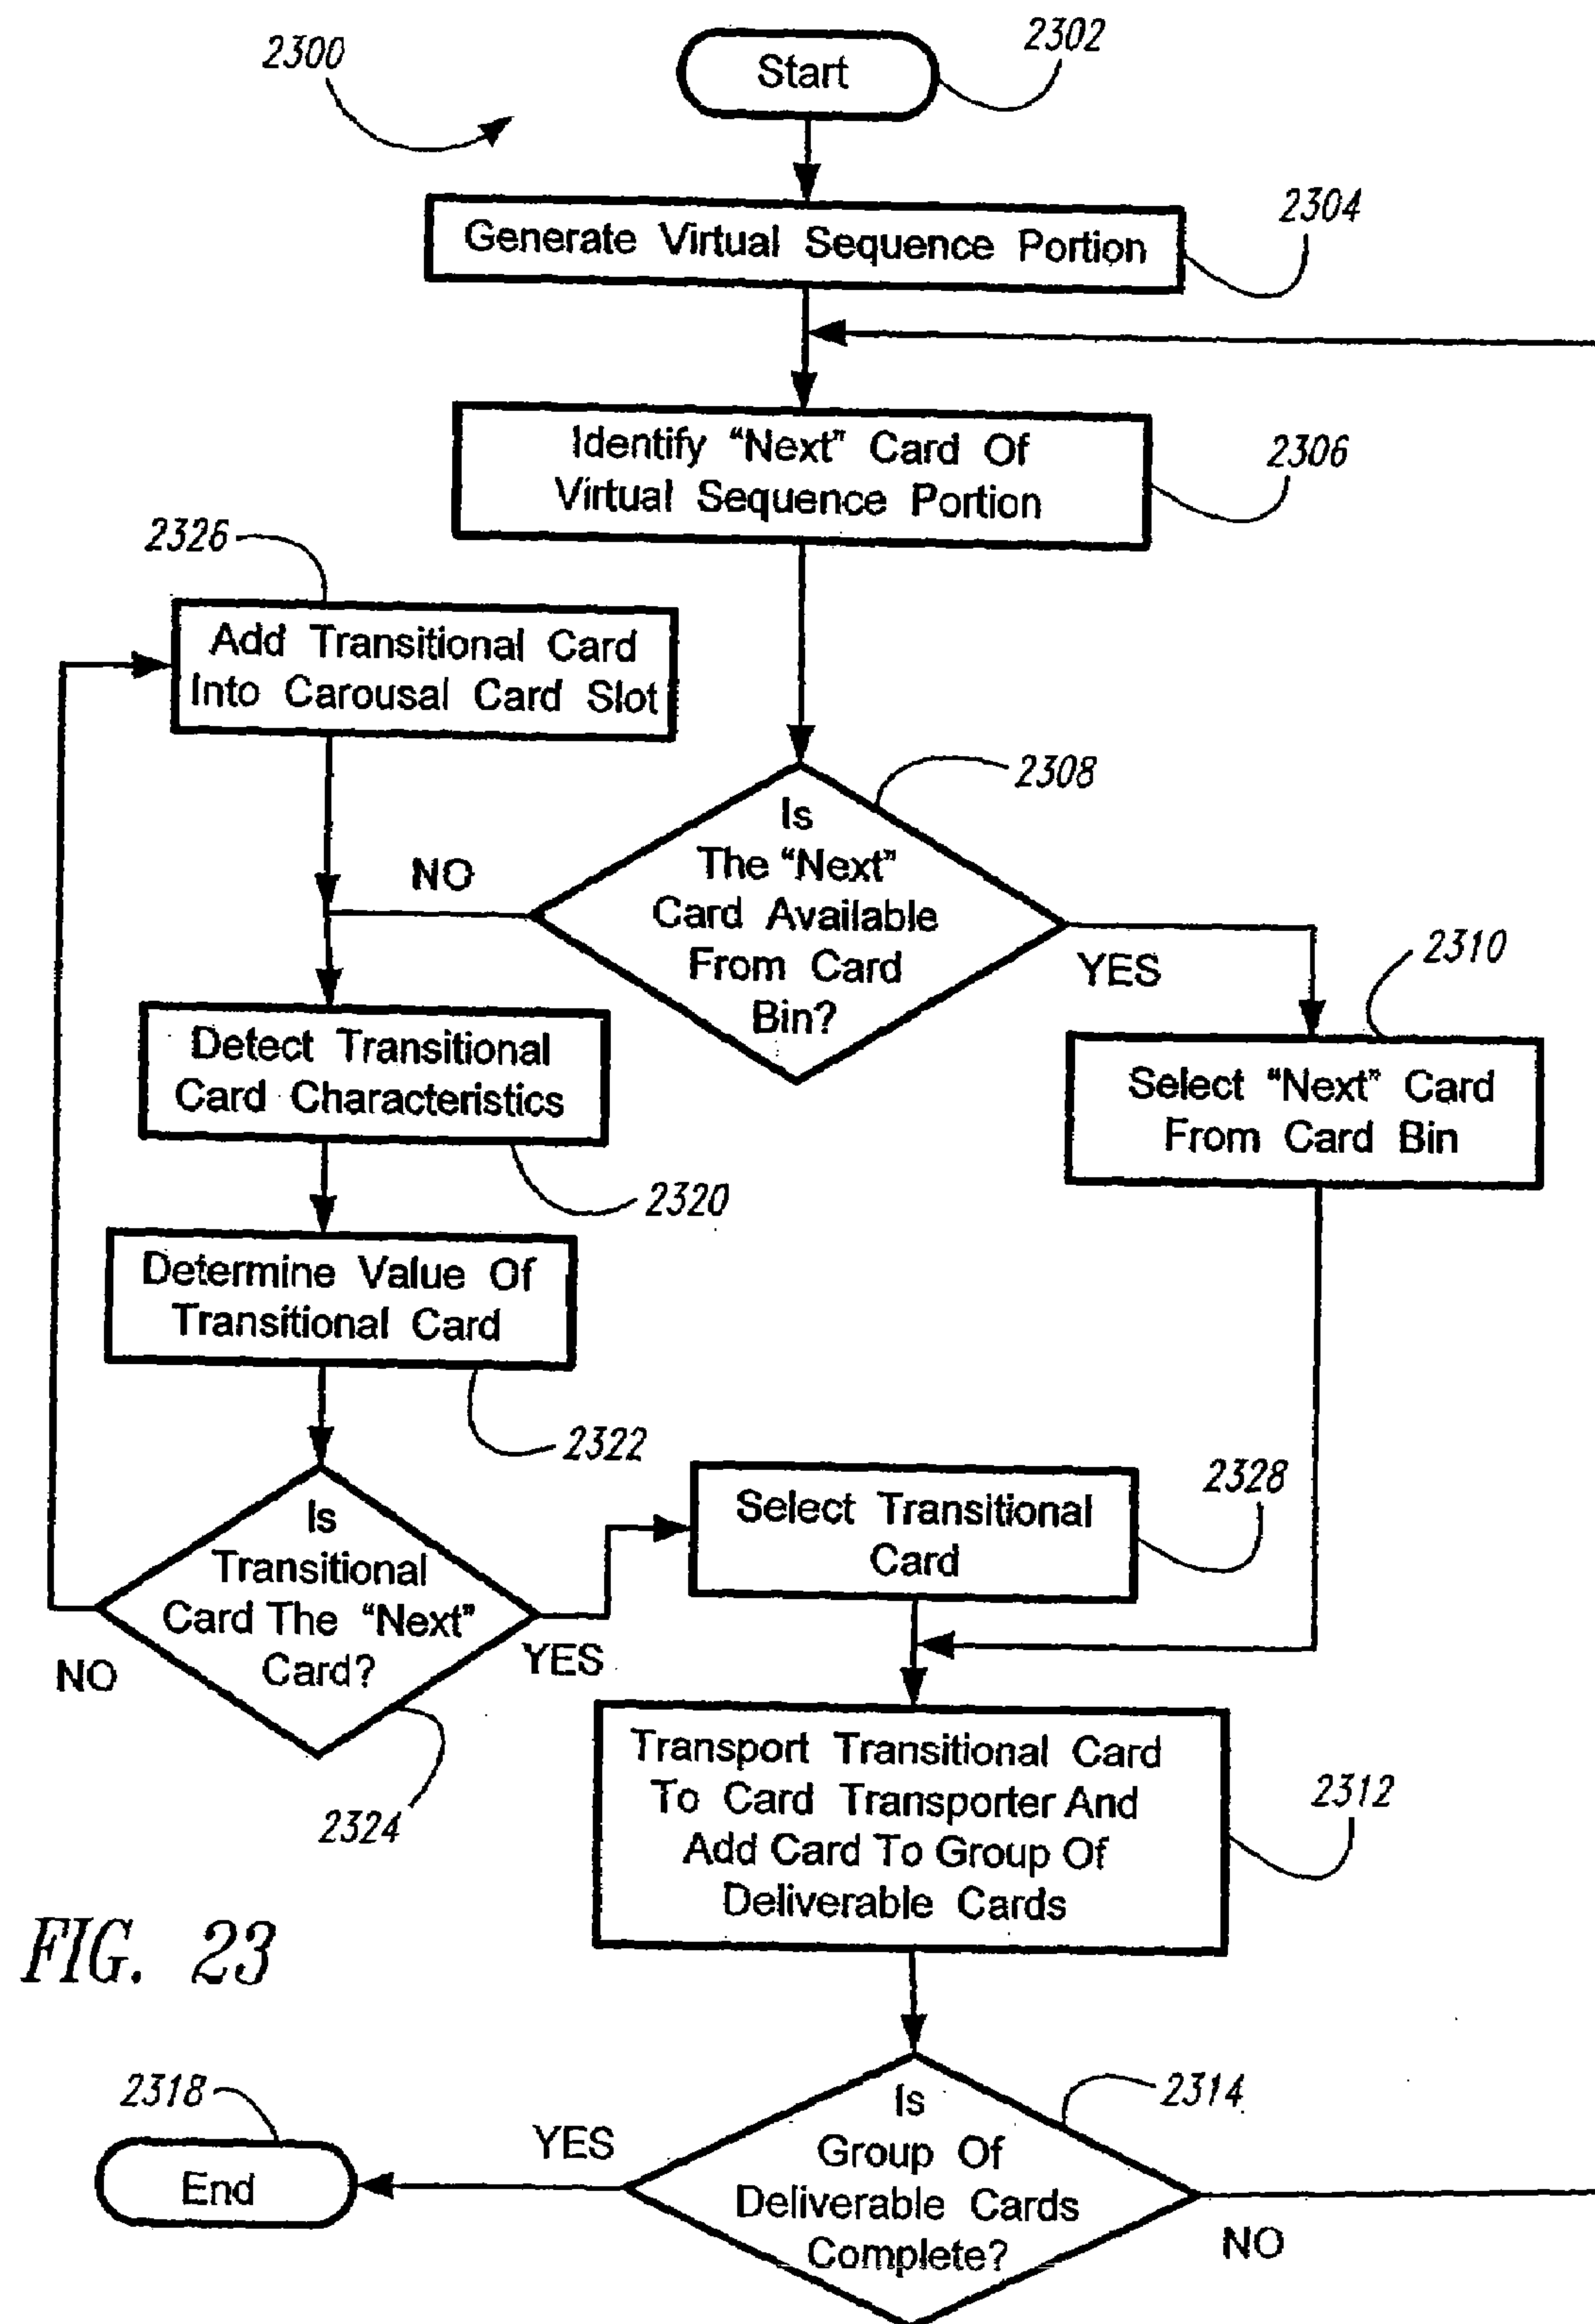 2300
Start
2302
Generate Virtual Sequence Portion
2304
Identify “Next” Card Of
Virtual Sequence Portion
2306
2326
Add Transitional Card
Into Carousal Card Slot
2308
Is
The “Next”
Card Available
From Card
Bin?
NO
YES
2310
Select “Next” Card
From Card Bin
Detect Transitional
Card Characteristics
2320
Determine Value Of
Transitional Card
2322
Is
Transitional
Card The “Next”
Card?
NO
YES
2324
Select Transitional
Card
2328
Transport Transitional Card
To Card Transporter And
Add Card To Group Of
Deliverable Cards
2312
FIG. 23
2318
End
YES
Is
Group Of
Deliverable Cards
Complete?
2314
NO